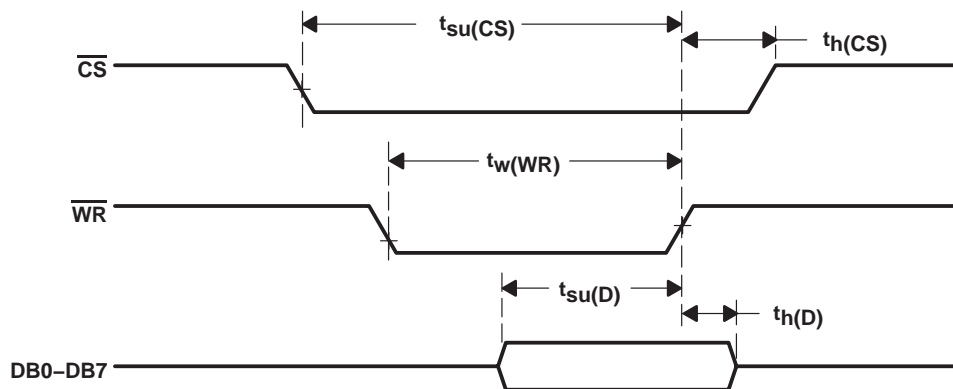 tsu(CS)
th(CS)
CS
tw(WR)
WR
tsu(D)
th(D)
DB0–DB7